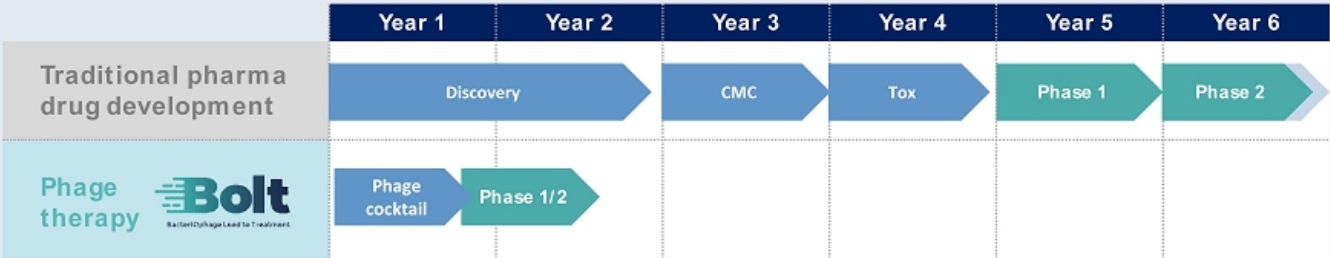 Year 1 Year 2 Year 3 Year 4 Year 5 Year 6
Traditional pharma
drug development
Discovery CMC Tox Phase 1 Phase 2
Phage
therapy
Bolt
BacteriOphage Lead to Treatment
Phage
cocktail
Phase 1/2